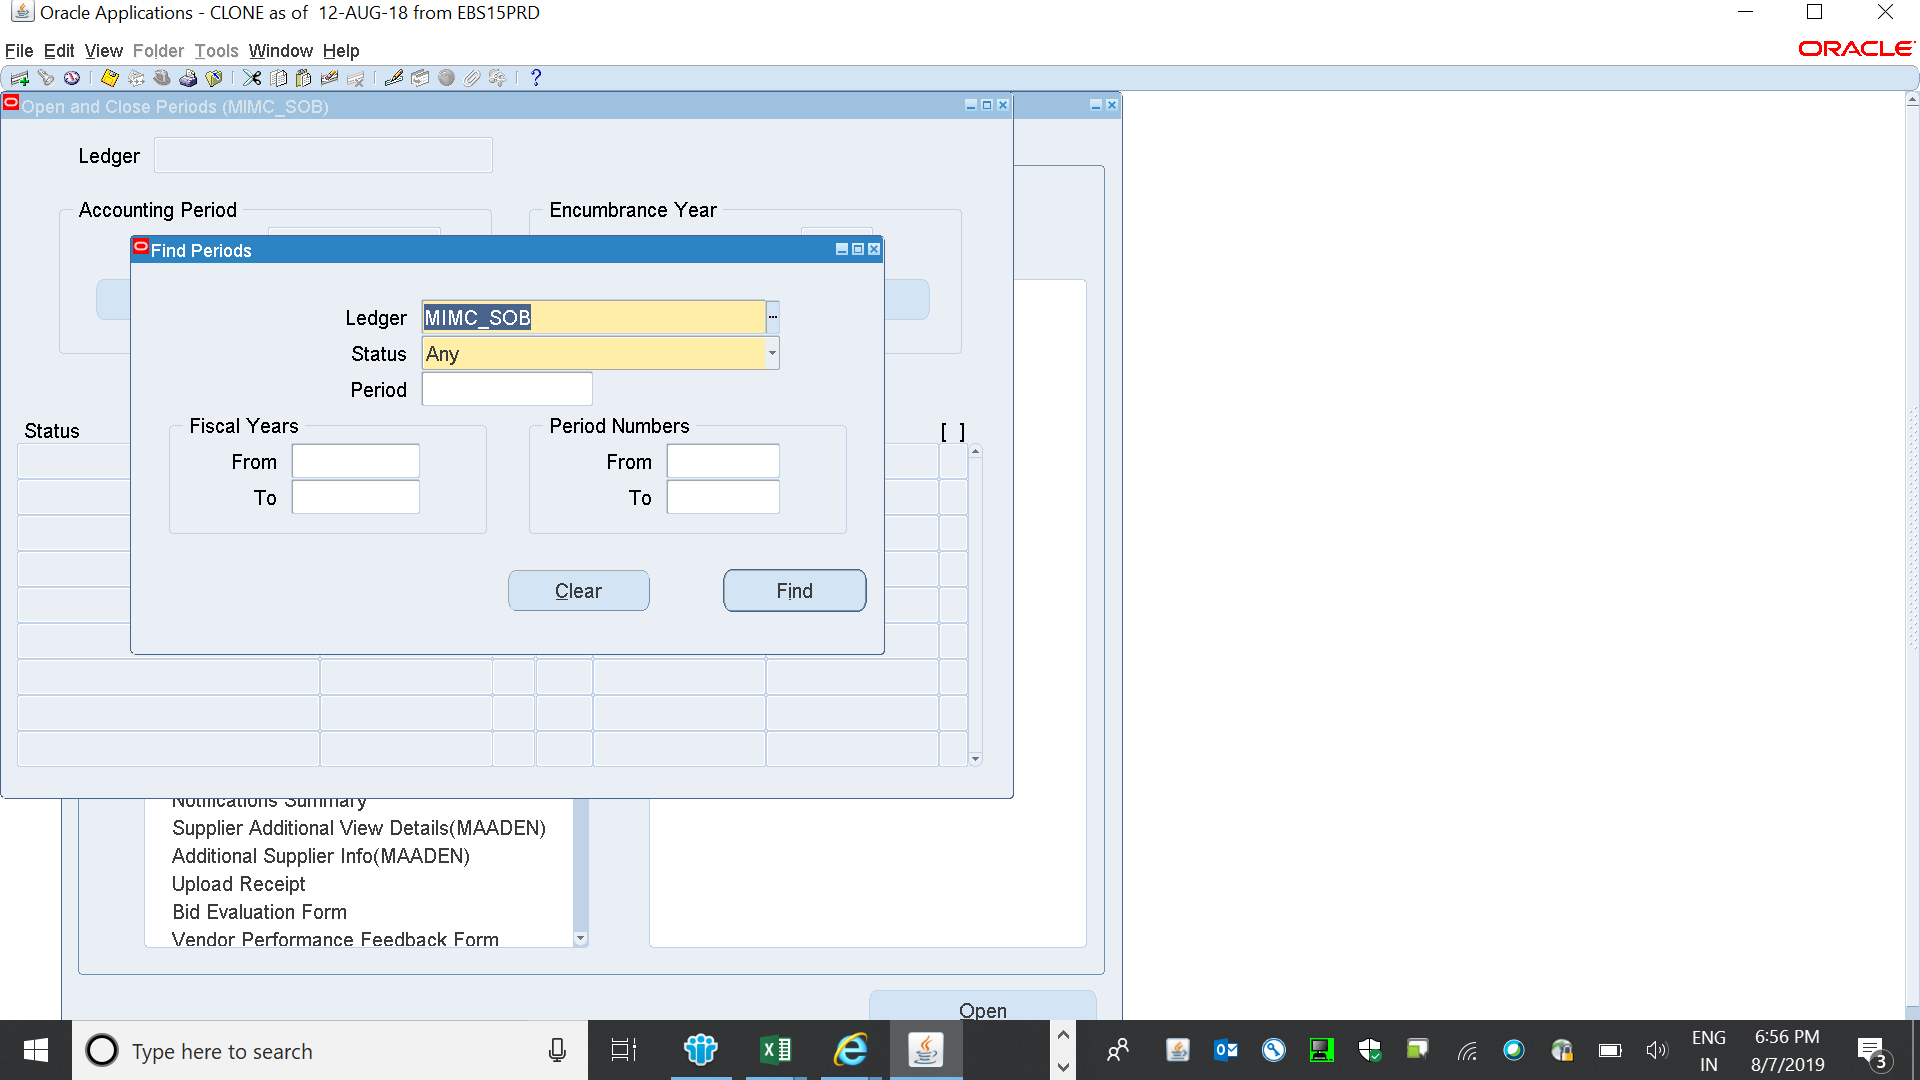 Oracle Applications - CLONE as of  12-AUG-18 from EBS15PRD
File Edit View Folder Tools Window Help
ORACLE
Open and Close Periods (MIMC_SOB)
Ledger
Accounting Period
Encumbrance Year
Find Periods
Ledger MIMC_SOB
Status Any
Period
Fiscal Years
Period Numbers
Status
[ ]
From
From
To
To
Clear
Find
Notifications Summary
Supplier Additional View Details(MAADEN)
Additional Supplier Info(MAADEN)
Upload Receipt
Bid Evaluation Form
Vendor Performance Feedback Form
Open
Type here to search
ENG
IN
6:56 PM
8/7/2019
3